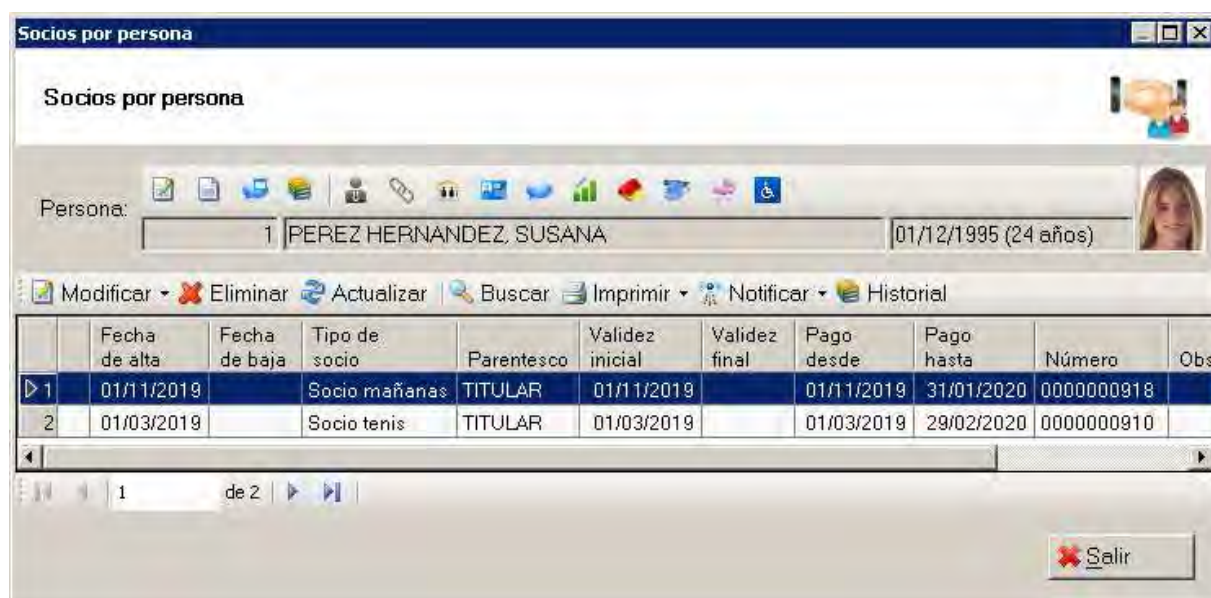 Socios por persona
Socios por persona
Persona:
1 PEREZ HERNANDEZ, SUSANA 01/12/1995 (24 años)
Modificar Eliminar Actualizar Buscar Imprimir Notificar Historial
Fecha de alta Fecha de baja Tipo de socio Parentesco Validez inicial Validez final Pago desde Pago hasta Número Obs
1 01/11/2019 Socio mañanas TITULAR 01/11/2019 01/11/2019 31/01/2020 0000000918
2 01/03/2019 Socio tenis TITULAR 01/03/2019 01/03/2019 29/02/2020 0000000910
1 de 2
Salir